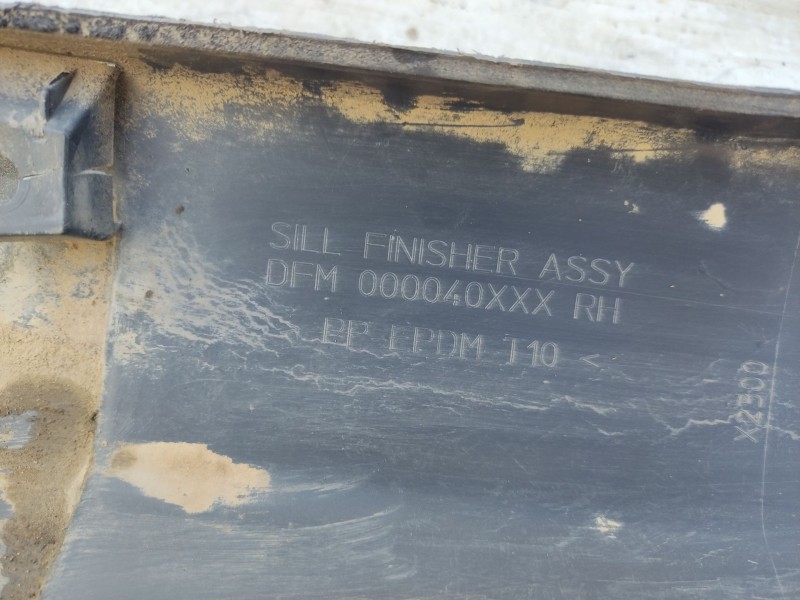 SILL FINISHER ASSY
DFM 000040XXX RH
PP EPDM T10 <
X250D